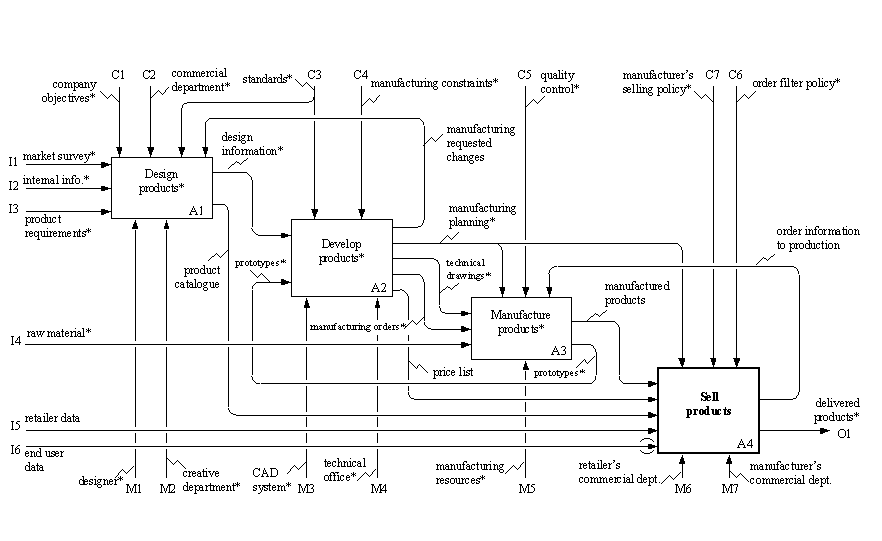 C1
C2
commercial
department*
standards*
C3
C4
C5
quality
control*
manufacturer's
selling policy*
C7
C6
company
objectives*
manufacturing constraints*
order filter policy*
design
information*
manufacturing
requested
changes
I1 market survey*
I2 internal info.*
I3
product
requirements*
Design
products*
A1
manufacturing
planning*
order information
to production
Develop
products*
A2
prototypes*
technical
drawings*
product
catalogue
manufactured
products
manufacturing orders*
Manufacture
products*
A3
I4 raw material*
price list
prototypes*
Sell
products
A4
delivered
products*
O1
I5 retailer data
I6 end user
data
designer*
M1
M2
creative
department*
CAD
system*
M3
technical
office*
M4
manufacturing
resources*
M5
retailer's
commercial dept.
M6
M7
manufacturer's
commercial dept.